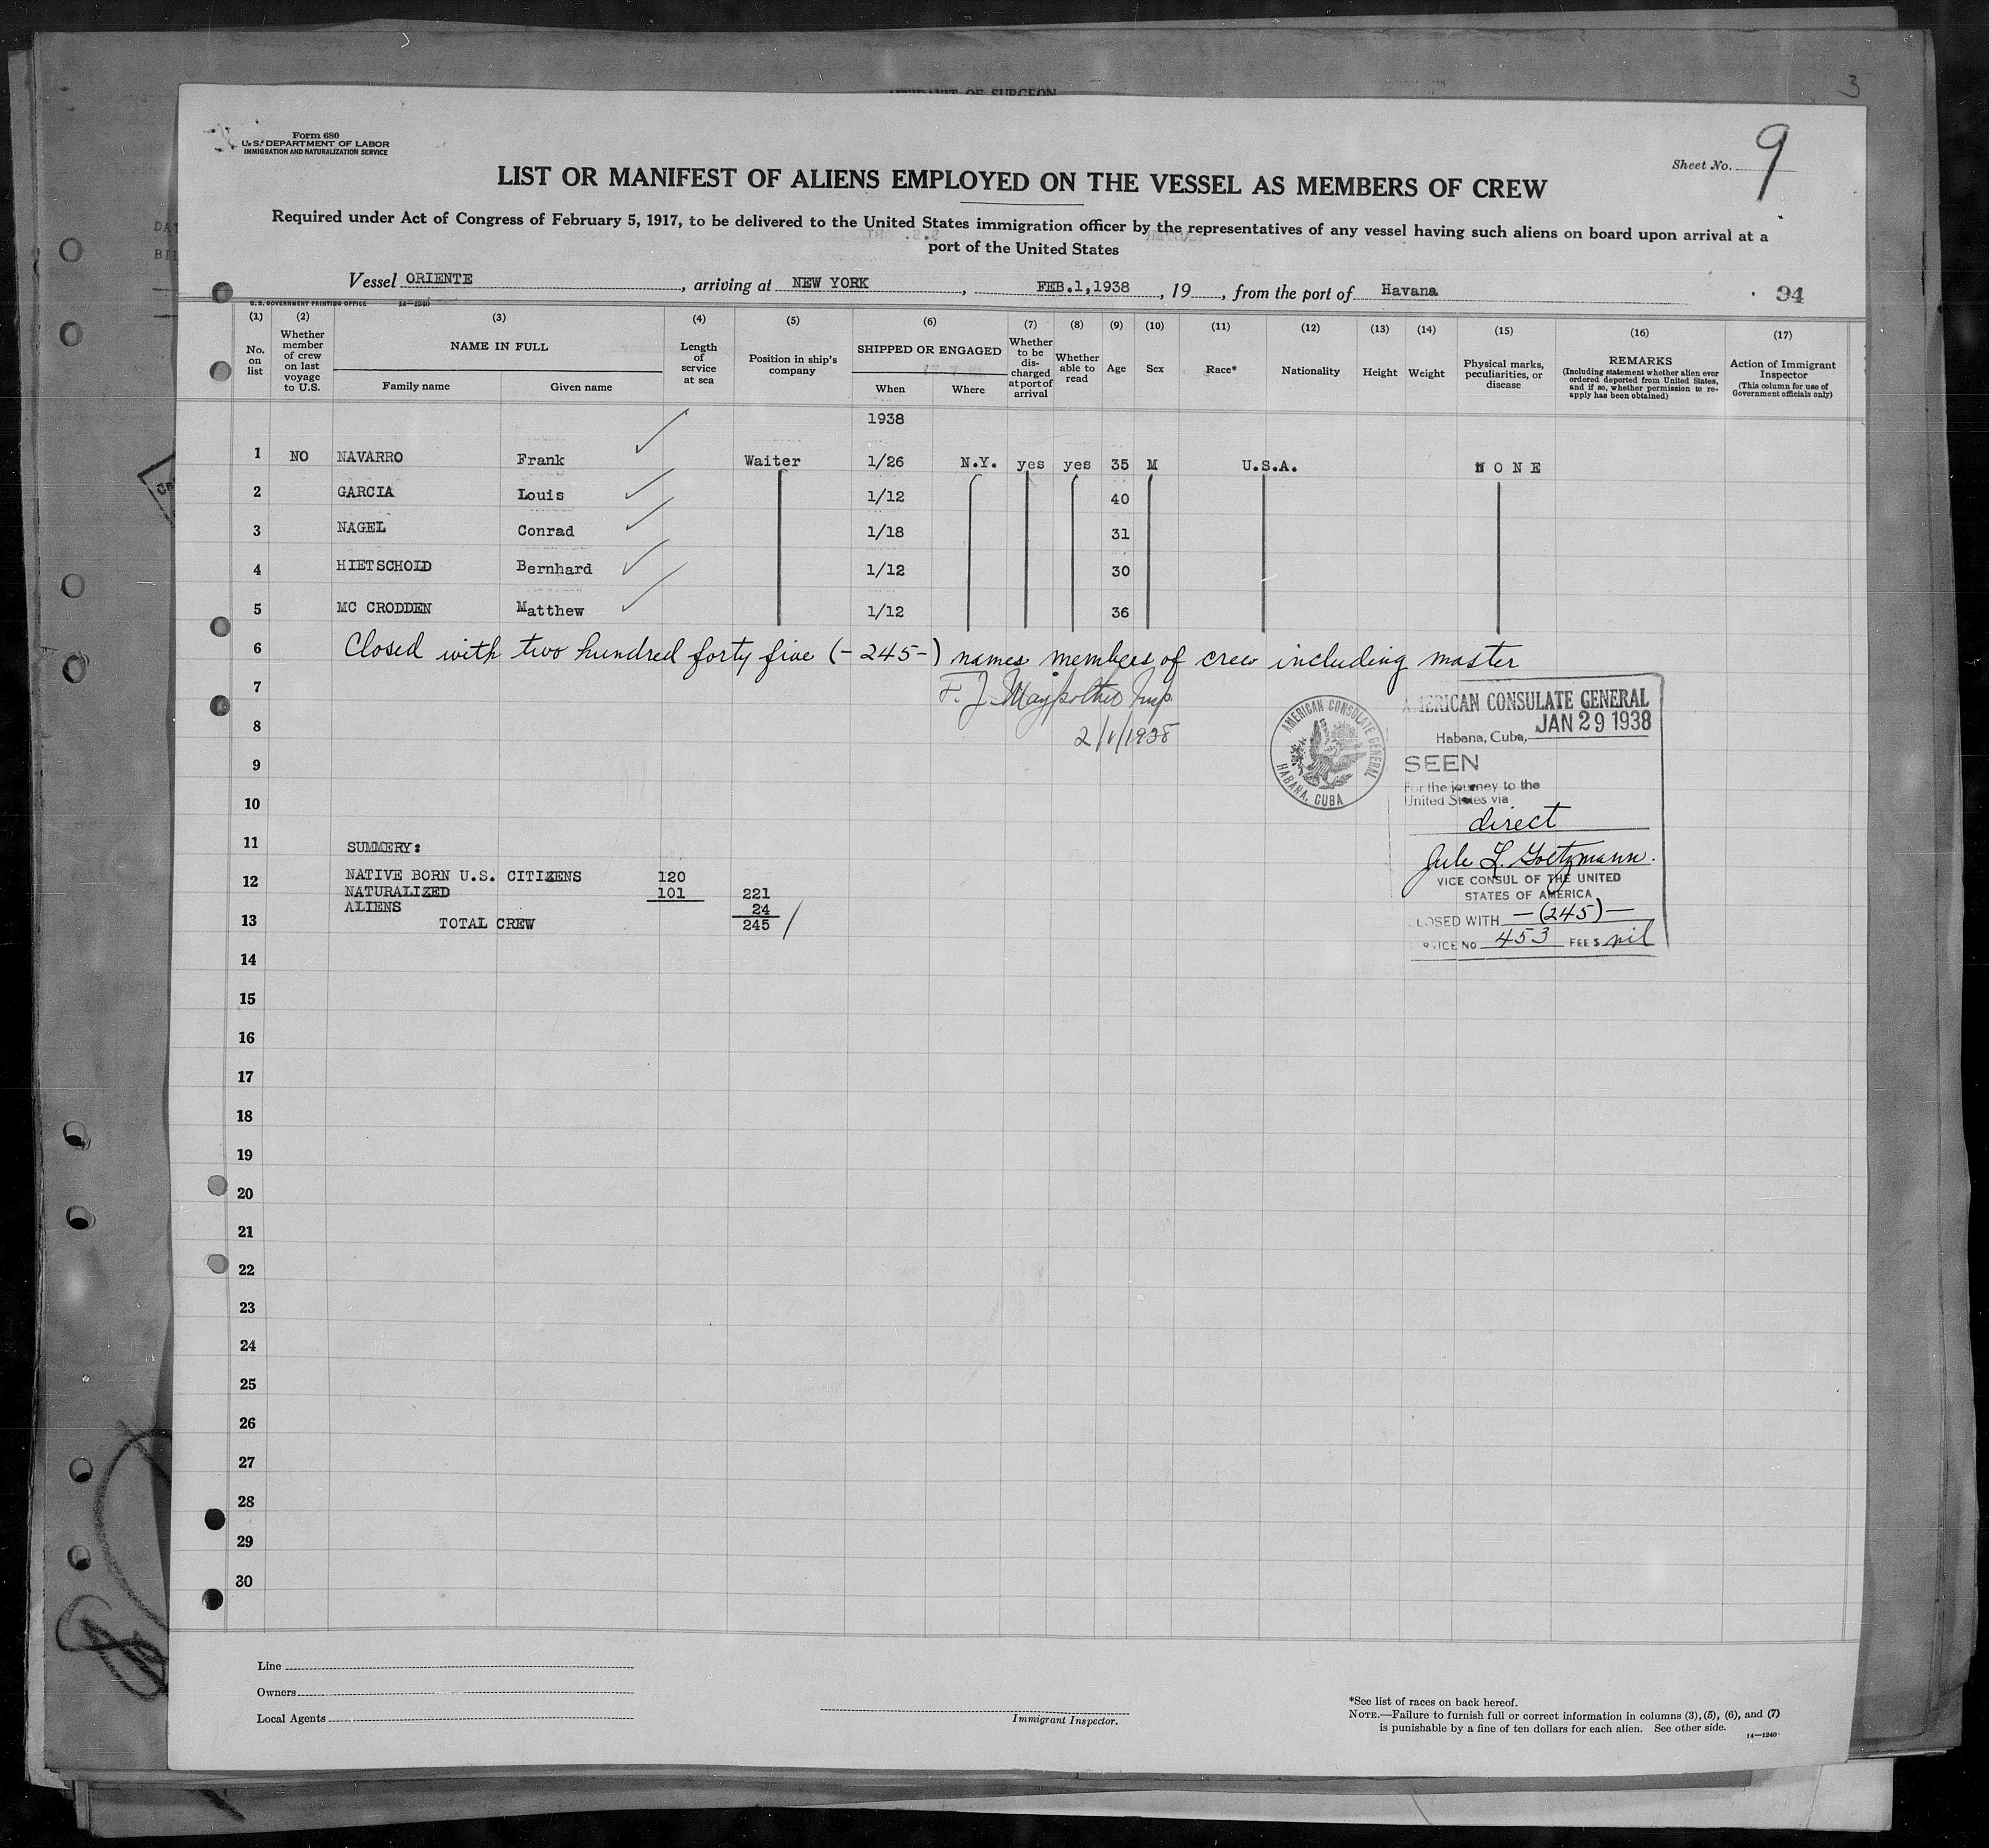 AFFIDAVIT OF SURGEON
3
Form 680
U.S. DEPARTMENT OF LABOR
IMMIGRATION AND NATURALIZATION SERVICE
Sheet No. 9
LIST OR MANIFEST OF ALIENS EMPLOYED ON THE VESSEL AS MEMBERS OF CREW
Required under Act of Congress of February 5, 1917, to be delivered to the United States immigration officer by the representatives of any vessel having such aliens on board upon arrival at a
port of the United States
Vessel ORIENTE, arriving at NEW YORK, FEB.1,1938, 19, from the port of Havana
94
U. S. GOVERNMENT PRINTING OFFICE 14—1240
(1) No. on list
(2) Whether member of crew on last voyage to U.S.
(3) NAME IN FULL Family name Given name
(4) Length of service at sea
(5) Position in ship's company
(6) SHIPPED OR ENGAGED When Where
(7) Whether to be discharged at port of arrival
(8) Whether able to read
(9) Age
(10) Sex
(11) Race*
(12) Nationality
(13) Height
(14) Weight
(15) Physical marks, peculiarities, or disease
(16) REMARKS (Including statement whether alien ever ordered deported from United States, and if so, whether permission to re-apply has been obtained)
(17) Action of Immigrant Inspector (This column for use of Government officials only)
1938
1 NO NAVARRO Frank Waiter 1/26 N.Y. yes yes 35 M U.S.A. NONE
2 GARCIA Louis 1/12 40
3 NAGEL Conrad 1/18 31
4 HIETSCHOLD Bernhard 1/12 30
5 MC CRODDEN Matthew 1/12 36
6 Closed with two hundred forty five (-245-) names members of crew including master
7 F. J. Insp.
8 2/1/1938
9
10
11 SUMMERY:
12 NATIVE BORN U.S. CITIZENS 120
NATURALIZED 101 221
ALIENS 24
13 TOTAL CREW 245
14
15
16
17
18
19
20
21
22
23
24
25
26
27
28
29
30
AMERICAN CONSULATE GENERAL
HABANA, CUBA
AMERICAN CONSULATE GENERAL
Habana, Cuba, JAN 29 1938
SEEN
For the journey to the
United States via
direct
Jule L. Goetzmann.
VICE CONSUL OF THE UNITED
STATES OF AMERICA
CLOSED WITH —(245)—
SERVICE NO 453 FEES nil
Line
Owners
Local Agents
Immigrant Inspector.
*See list of races on back hereof.
NOTE.—Failure to furnish full or correct information in columns (3), (5), (6), and (7)
is punishable by a fine of ten dollars for each alien. See other side.
14—1240